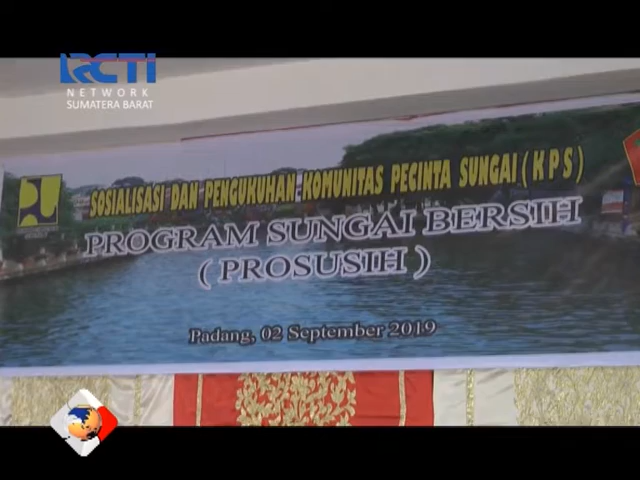 RCTI
NETWORK
SUMATERA BARAT
SOSIALISASI DAN PENGUKUHAN KOMUNITAS PECINTA SUNGAI (KPS)
PROGRAM SUNGAI BERSIH
( PROSUSIH )
Padang, 02 September 2019